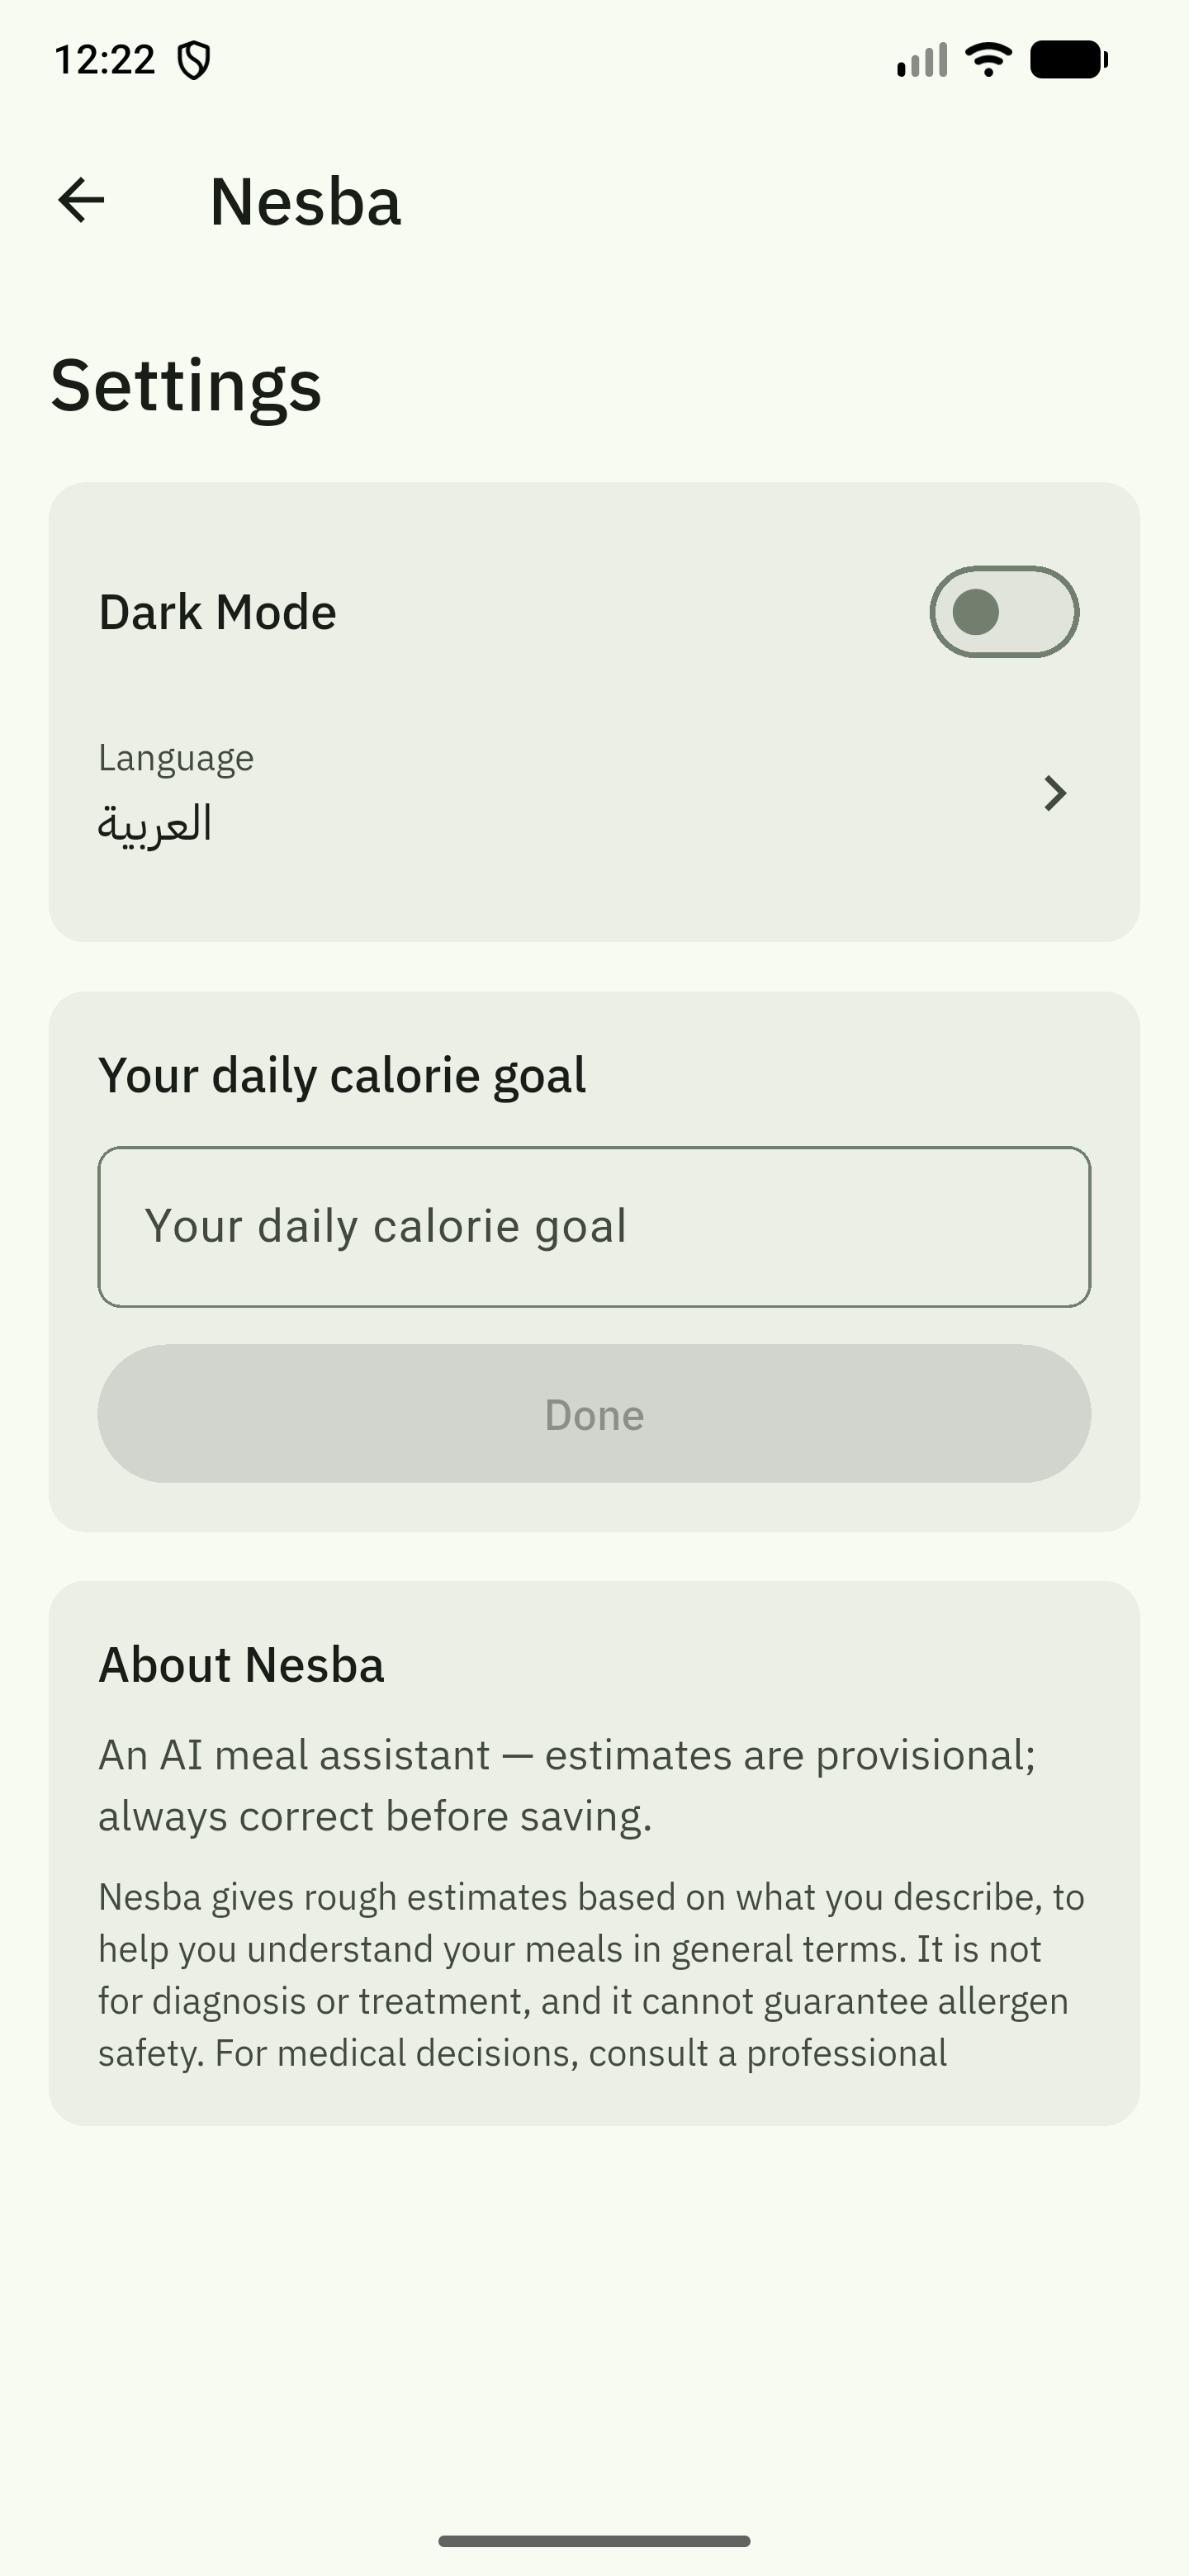 12:22
Nesba
Settings
Dark Mode
Language
العربية
Your daily calorie goal
Your daily calorie goal
Done
About Nesba
An AI meal assistant — estimates are provisional;
always correct before saving.
Nesba gives rough estimates based on what you describe, to
help you understand your meals in general terms. It is not
for diagnosis or treatment, and it cannot guarantee allergen
safety. For medical decisions, consult a professional